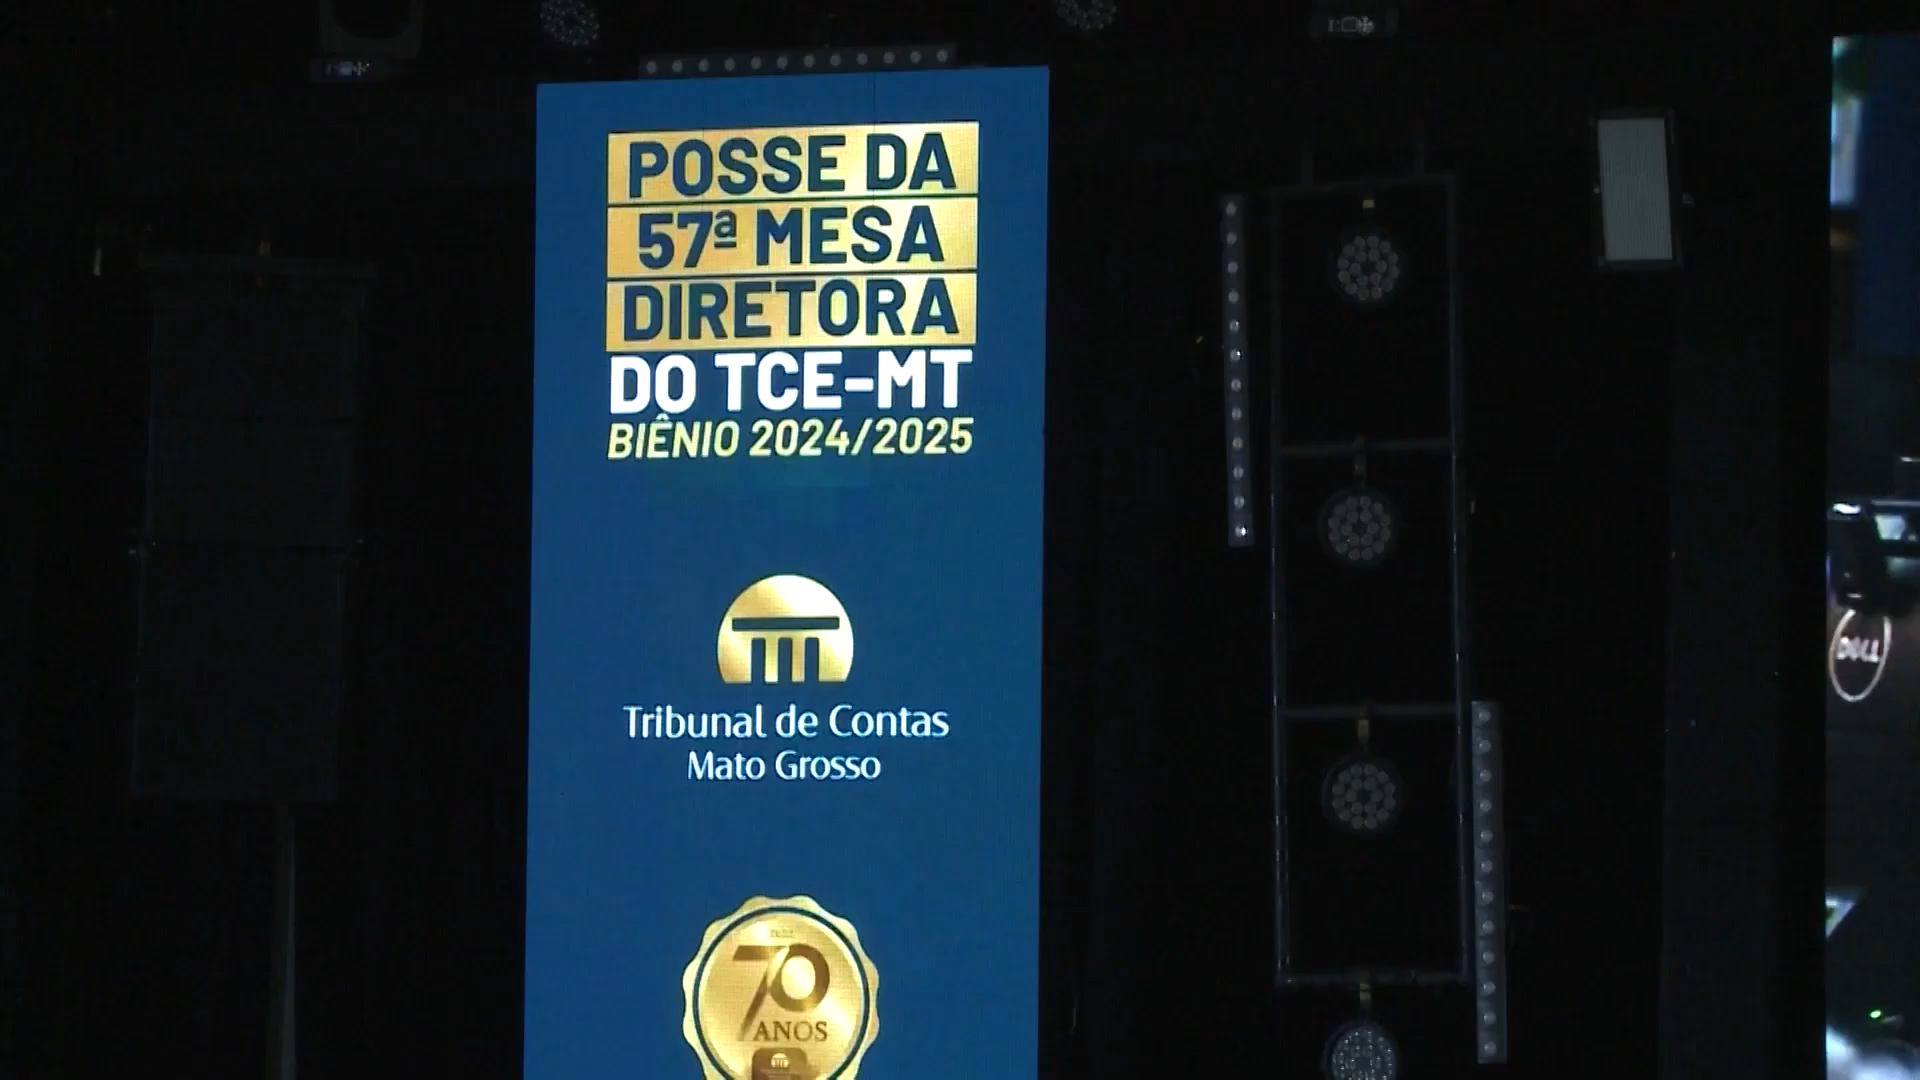 POSSE DA
57ª MESA
DIRETORA
DO TCE-MT
BIÊNIO 2024/2025
Tribunal de Contas
Mato Grosso
70
ANOS
DELL